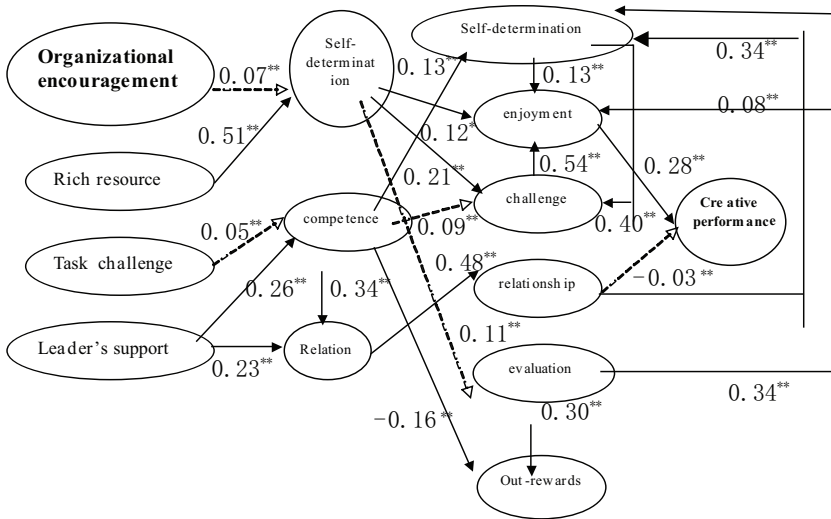 Organizational
encouragement
0.07**
Self-
determinat
ion
0.13**
Self-determination
0.34**
0.13**
0.51**
enjoyment
0.08**
0.12*
Rich resource
0.54**
0.28**
0.21**
challenge
competence
0.09**
0.40**
Creative
performance
0.05**
Task challenge
0.48**
-0.03**
0.26**
0.34**
relationship
Leader's support
Relation
0.11**
0.23**
evaluation
0.34**
-0.16**
0.30**
Out-rewards